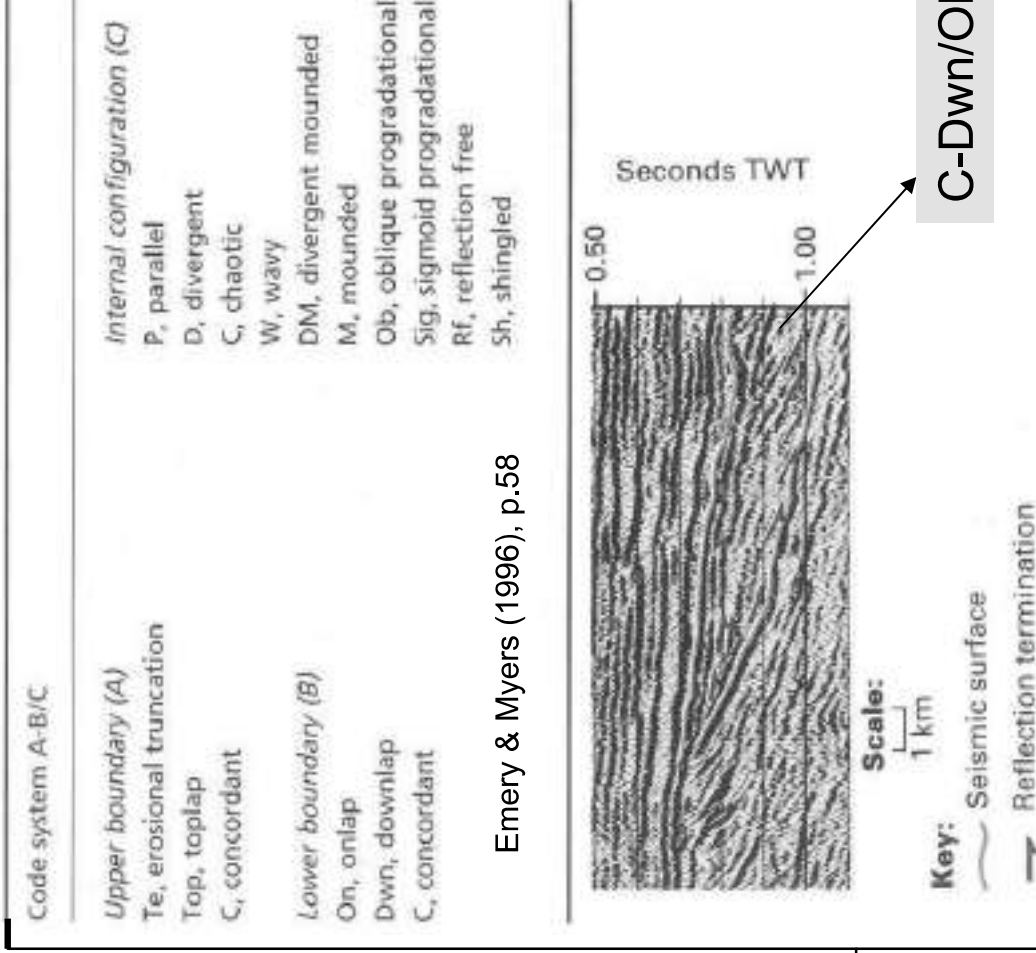 Code system A-B/C
Upper boundary (A)
Te, erosional truncation
Top, toplap
C, concordant
Lower boundary (B)
On, onlap
Dwn, downlap
C, concordant
Internal configuration (C)
P, parallel
D, divergent
C, chaotic
W, wavy
DM, divergent mounded
M, mounded
Ob, oblique progradational
Sig, sigmoid progradational
Rf, reflection free
Sh, shingled
Emery & Myers (1996), p.58
Seconds TWT
0.50
1.00
C-Dwn/Ob
Scale:
1 km
Key:
Seismic surface
Reflection termination